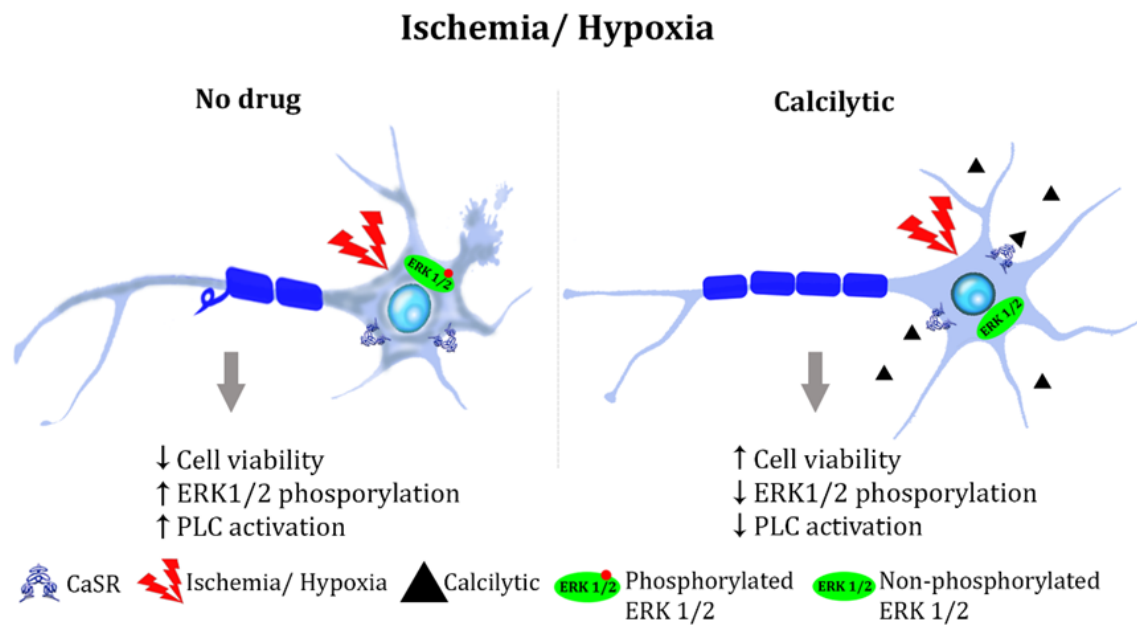 Ischemia/ Hypoxia
No drug
Calcilytic
ERK 1/2
ERK 1/2
↓ Cell viability
↑ ERK1/2 phosporylation
↑ PLC activation
↑ Cell viability
↓ ERK1/2 phosporylation
↓ PLC activation
CaSR
Ischemia/ Hypoxia
Calcilytic
ERK 1/2
Phosphorylated
ERK 1/2
ERK 1/2
Non-phosphorylated
ERK 1/2